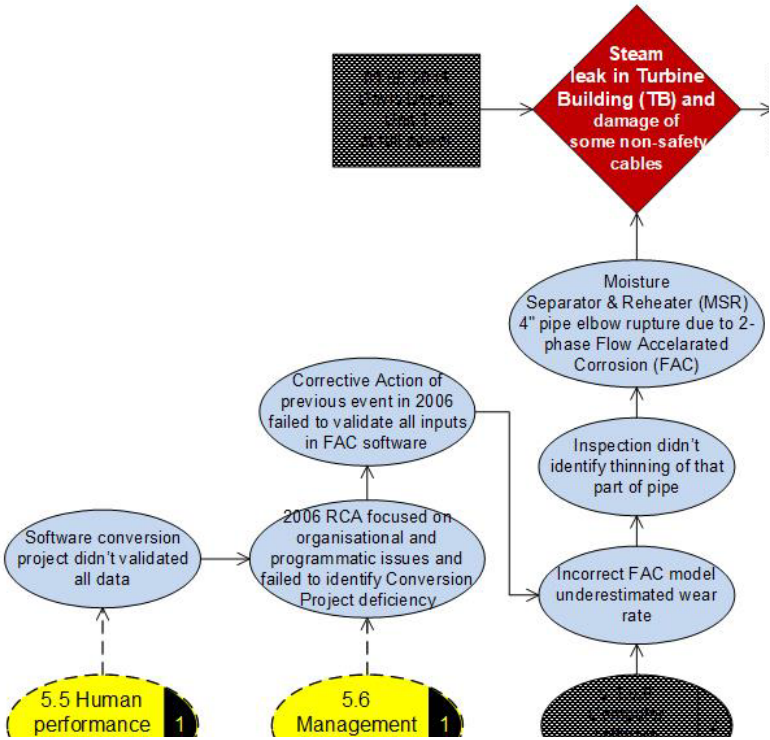 Steam
leak in Turbine
Building (TB) and
damage of
some non-safety
cables
Moisture
Separator & Reheater (MSR)
4" pipe elbow rupture due to 2-
phase Flow Accelarated
Corrosion (FAC)
Corrective Action of
previous event in 2006
failed to validate all inputs
in FAC software
Inspection didn't
identify thinning of that
part of pipe
Software conversion
project didn't validated
all data
2006 RCA focused on
organisational and
programmatic issues and
failed to identify Conversion
Project deficiency
Incorrect FAC model
underestimated wear
rate
5.5 Human
performance 1
5.6
Management 1